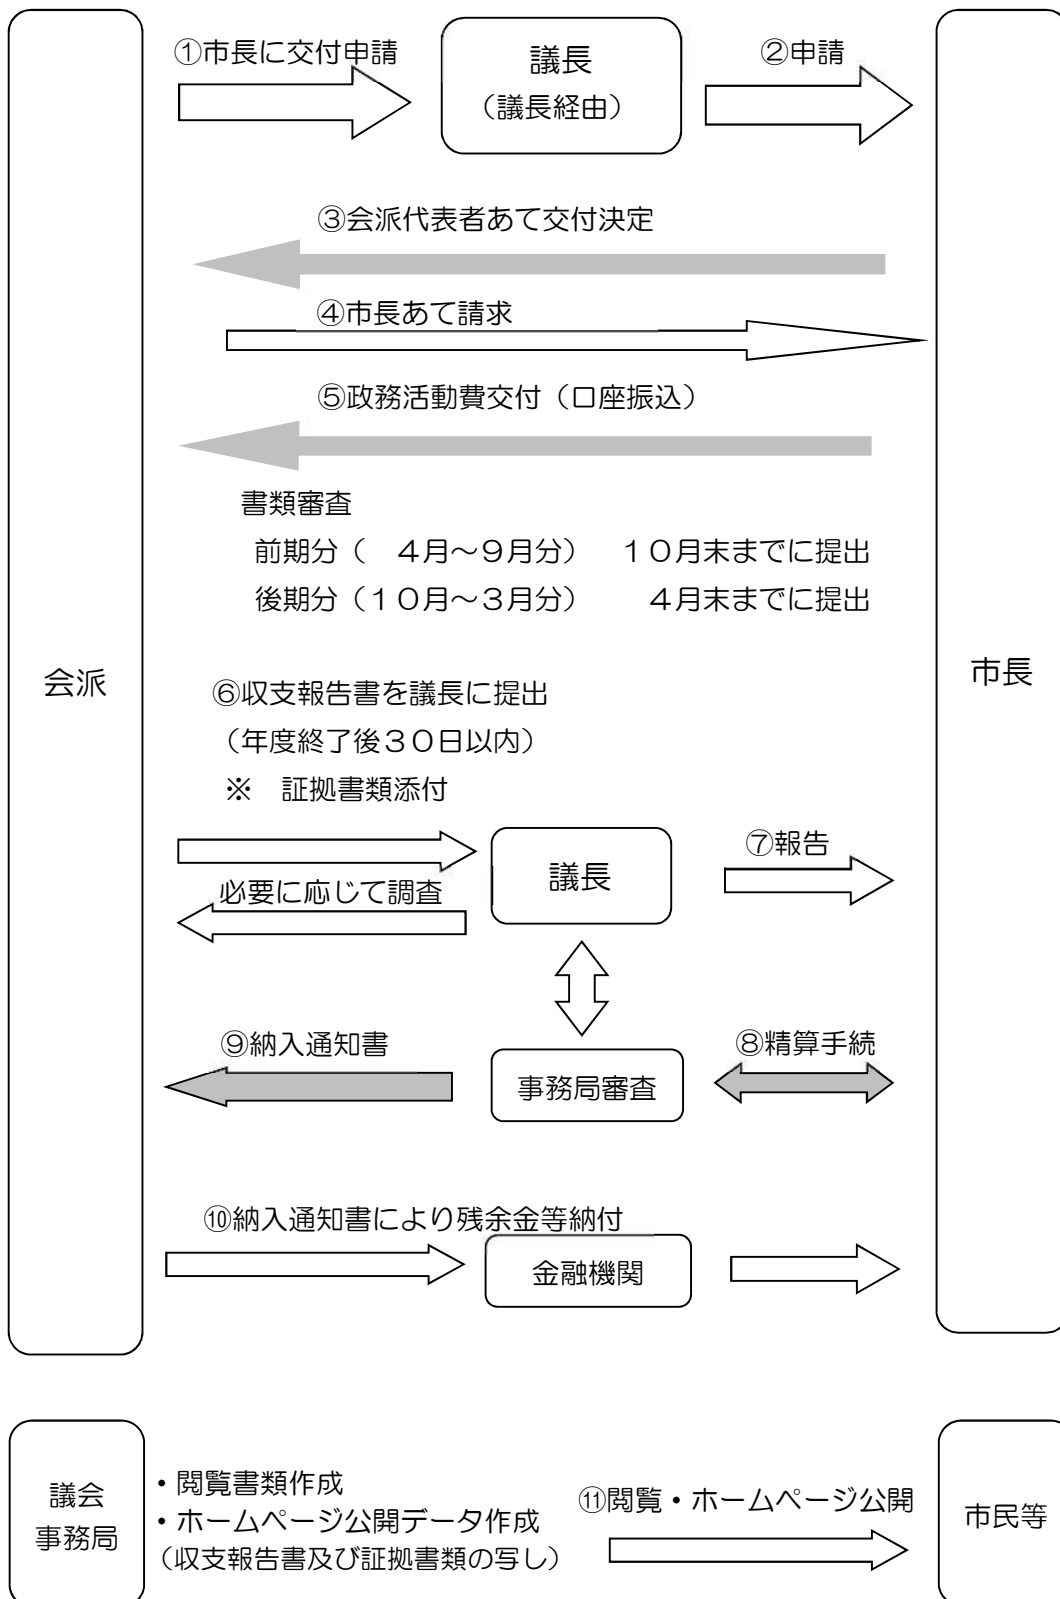 ①市長に交付申請
議長
（議長経由）
②申請
③会派代表者あて交付決定
④市長あて請求
⑤政務活動費交付（口座振込）
書類審査
前期分（　４月～９月分）　１０月末までに提出
後期分（１０月～３月分）　　４月末までに提出
会派
市長
⑥収支報告書を議長に提出
（年度終了後３０日以内）
※　証拠書類添付
議長
⑦報告
必要に応じて調査
⑨納入通知書
事務局審査
⑧精算手続
⑩納入通知書により残余金等納付
金融機関
議会
事務局
・閲覧書類作成
・ホームページ公開データ作成
（収支報告書及び証拠書類の写し）
⑪閲覧・ホームページ公開
市民等